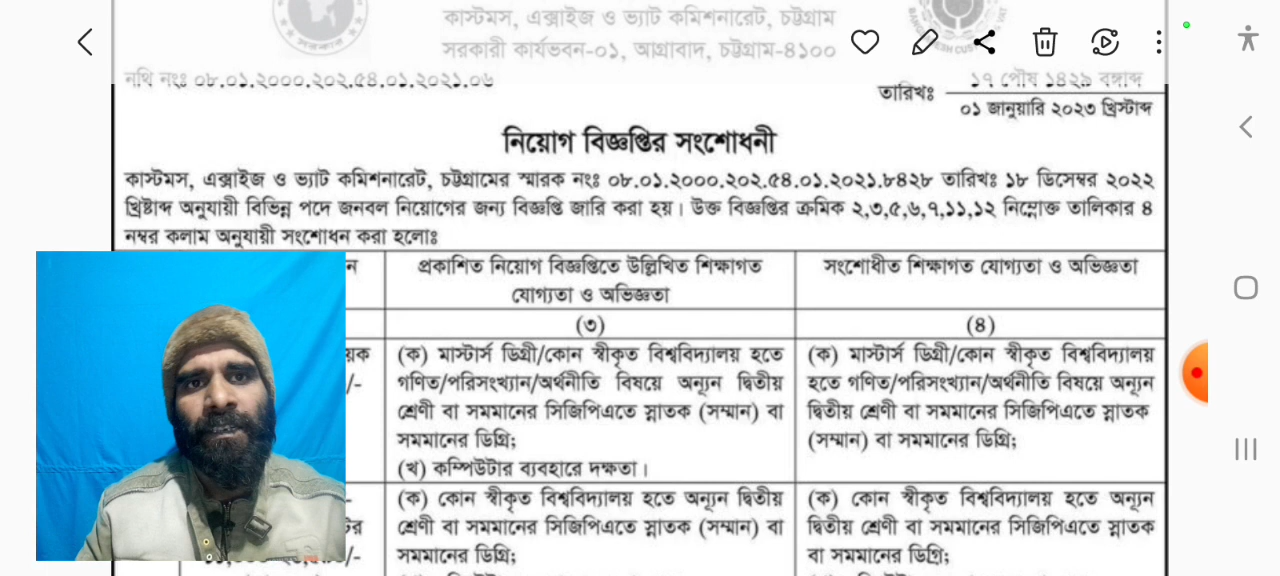 সরকার
কাস্টমস, এক্সাইজ ও ভ্যাট কমিশনারেট, চট্টগ্রাম
সরকারী কার্যভবন-০১, আগ্রাবাদ, চট্টগ্রাম-৪১০০
নথি নংঃ ০৮.০১.২০০০.২০২.৫৪.০১.২০২১.০৬
তারিখঃ
১৭ পৌষ ১৪২৯ বঙ্গাব্দ
০১ জানুয়ারি ২০২৩ খ্রিস্টাব্দ
নিয়োগ বিজ্ঞপ্তির সংশোধনী
কাস্টমস, এক্সাইজ ও ভ্যাট কমিশনারেট, চট্টগ্রামের স্মারক নংঃ ০৮.০১.২০০০.২০২.৫৪.০১.২০২১.৮৪২৮ তারিখঃ ১৮ ডিসেম্বর ২০২২
খ্রিষ্টাব্দ অনুযায়ী বিভিন্ন পদে জনবল নিয়োগের জন্য বিজ্ঞপ্তি জারি করা হয়। উক্ত বিজ্ঞপ্তির ক্রমিক ২,৩,৫,৬,৭,১১,১২ নিম্নোক্ত তালিকার ৪
নম্বর কলাম অনুযায়ী সংশোধন করা হলোঃ
ন
প্রকাশিত নিয়োগ বিজ্ঞপ্তিতে উল্লিখিত শিক্ষাগত
যোগ্যতা ও অভিজ্ঞতা
সংশোধীত শিক্ষাগত যোগ্যতা ও অভিজ্ঞতা
(৩)
(৪)
য়ক
/-
(ক) মাস্টার্স ডিগ্রী/কোন স্বীকৃত বিশ্ববিদ্যালয় হতে
গণিত/পরিসংখ্যান/অর্থনীতি বিষয়ে অন্যূন দ্বিতীয়
শ্রেণী বা সমমানের সিজিপিএতে স্নাতক (সম্মান) বা
সমমানের ডিগ্রি;
(খ) কম্পিউটার ব্যবহারে দক্ষতা।
(ক) মাস্টার্স ডিগ্রী/কোন স্বীকৃত বিশ্ববিদ্যালয়
হতে গণিত/পরিসংখ্যান/অর্থনীতি বিষয়ে অন্যূন
দ্বিতীয় শ্রেণী বা সমমানের সিজিপিএতে স্নাতক
(সম্মান) বা সমমানের ডিগ্রি;
টর
/-
(ক) কোন স্বীকৃত বিশ্ববিদ্যালয় হতে অন্যূন দ্বিতীয়
শ্রেণী বা সমমানের সিজিপিএতে স্নাতক (সম্মান) বা
সমমানের ডিগ্রি;
(ক) কোন স্বীকৃত বিশ্ববিদ্যালয় হতে অন্যূন
দ্বিতীয় শ্রেণী বা সমমানের সিজিপিএতে স্নাতক
বা সমমানের ডিগ্রি;